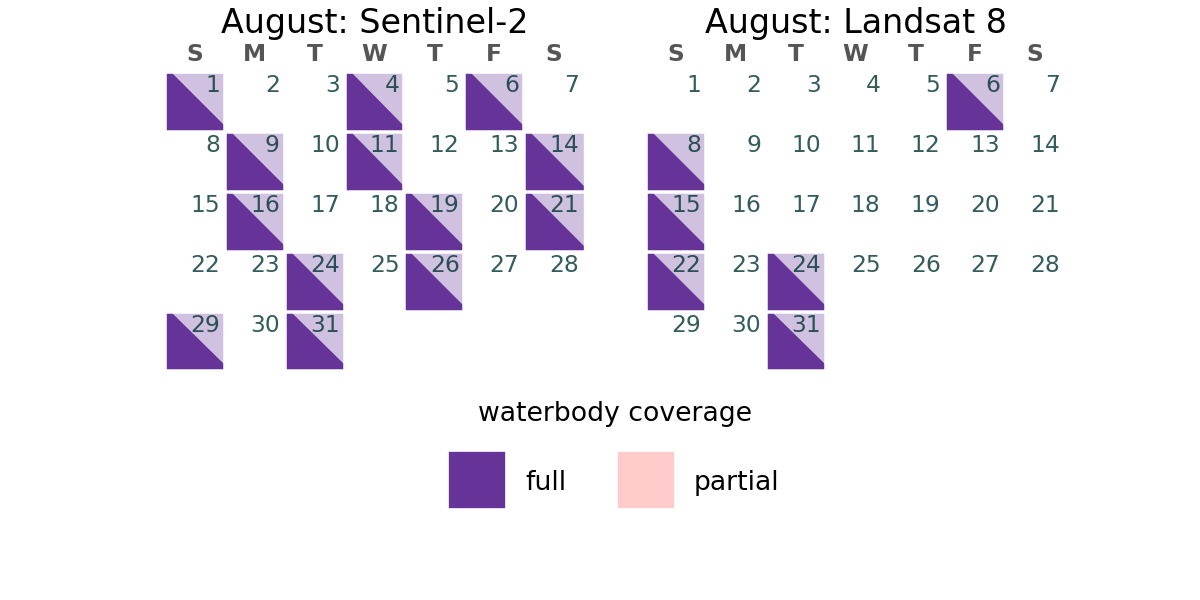 August: Sentinel-2
S M T W T F S
1 2 3 4 5 6 7
8 9 10 11 12 13 14
15 16 17 18 19 20 21
22 23 24 25 26 27 28
29 30 31
August: Landsat 8
S M T W T F S
1 2 3 4 5 6 7
8 9 10 11 12 13 14
15 16 17 18 19 20 21
22 23 24 25 26 27 28
29 30 31
waterbody coverage
full partial